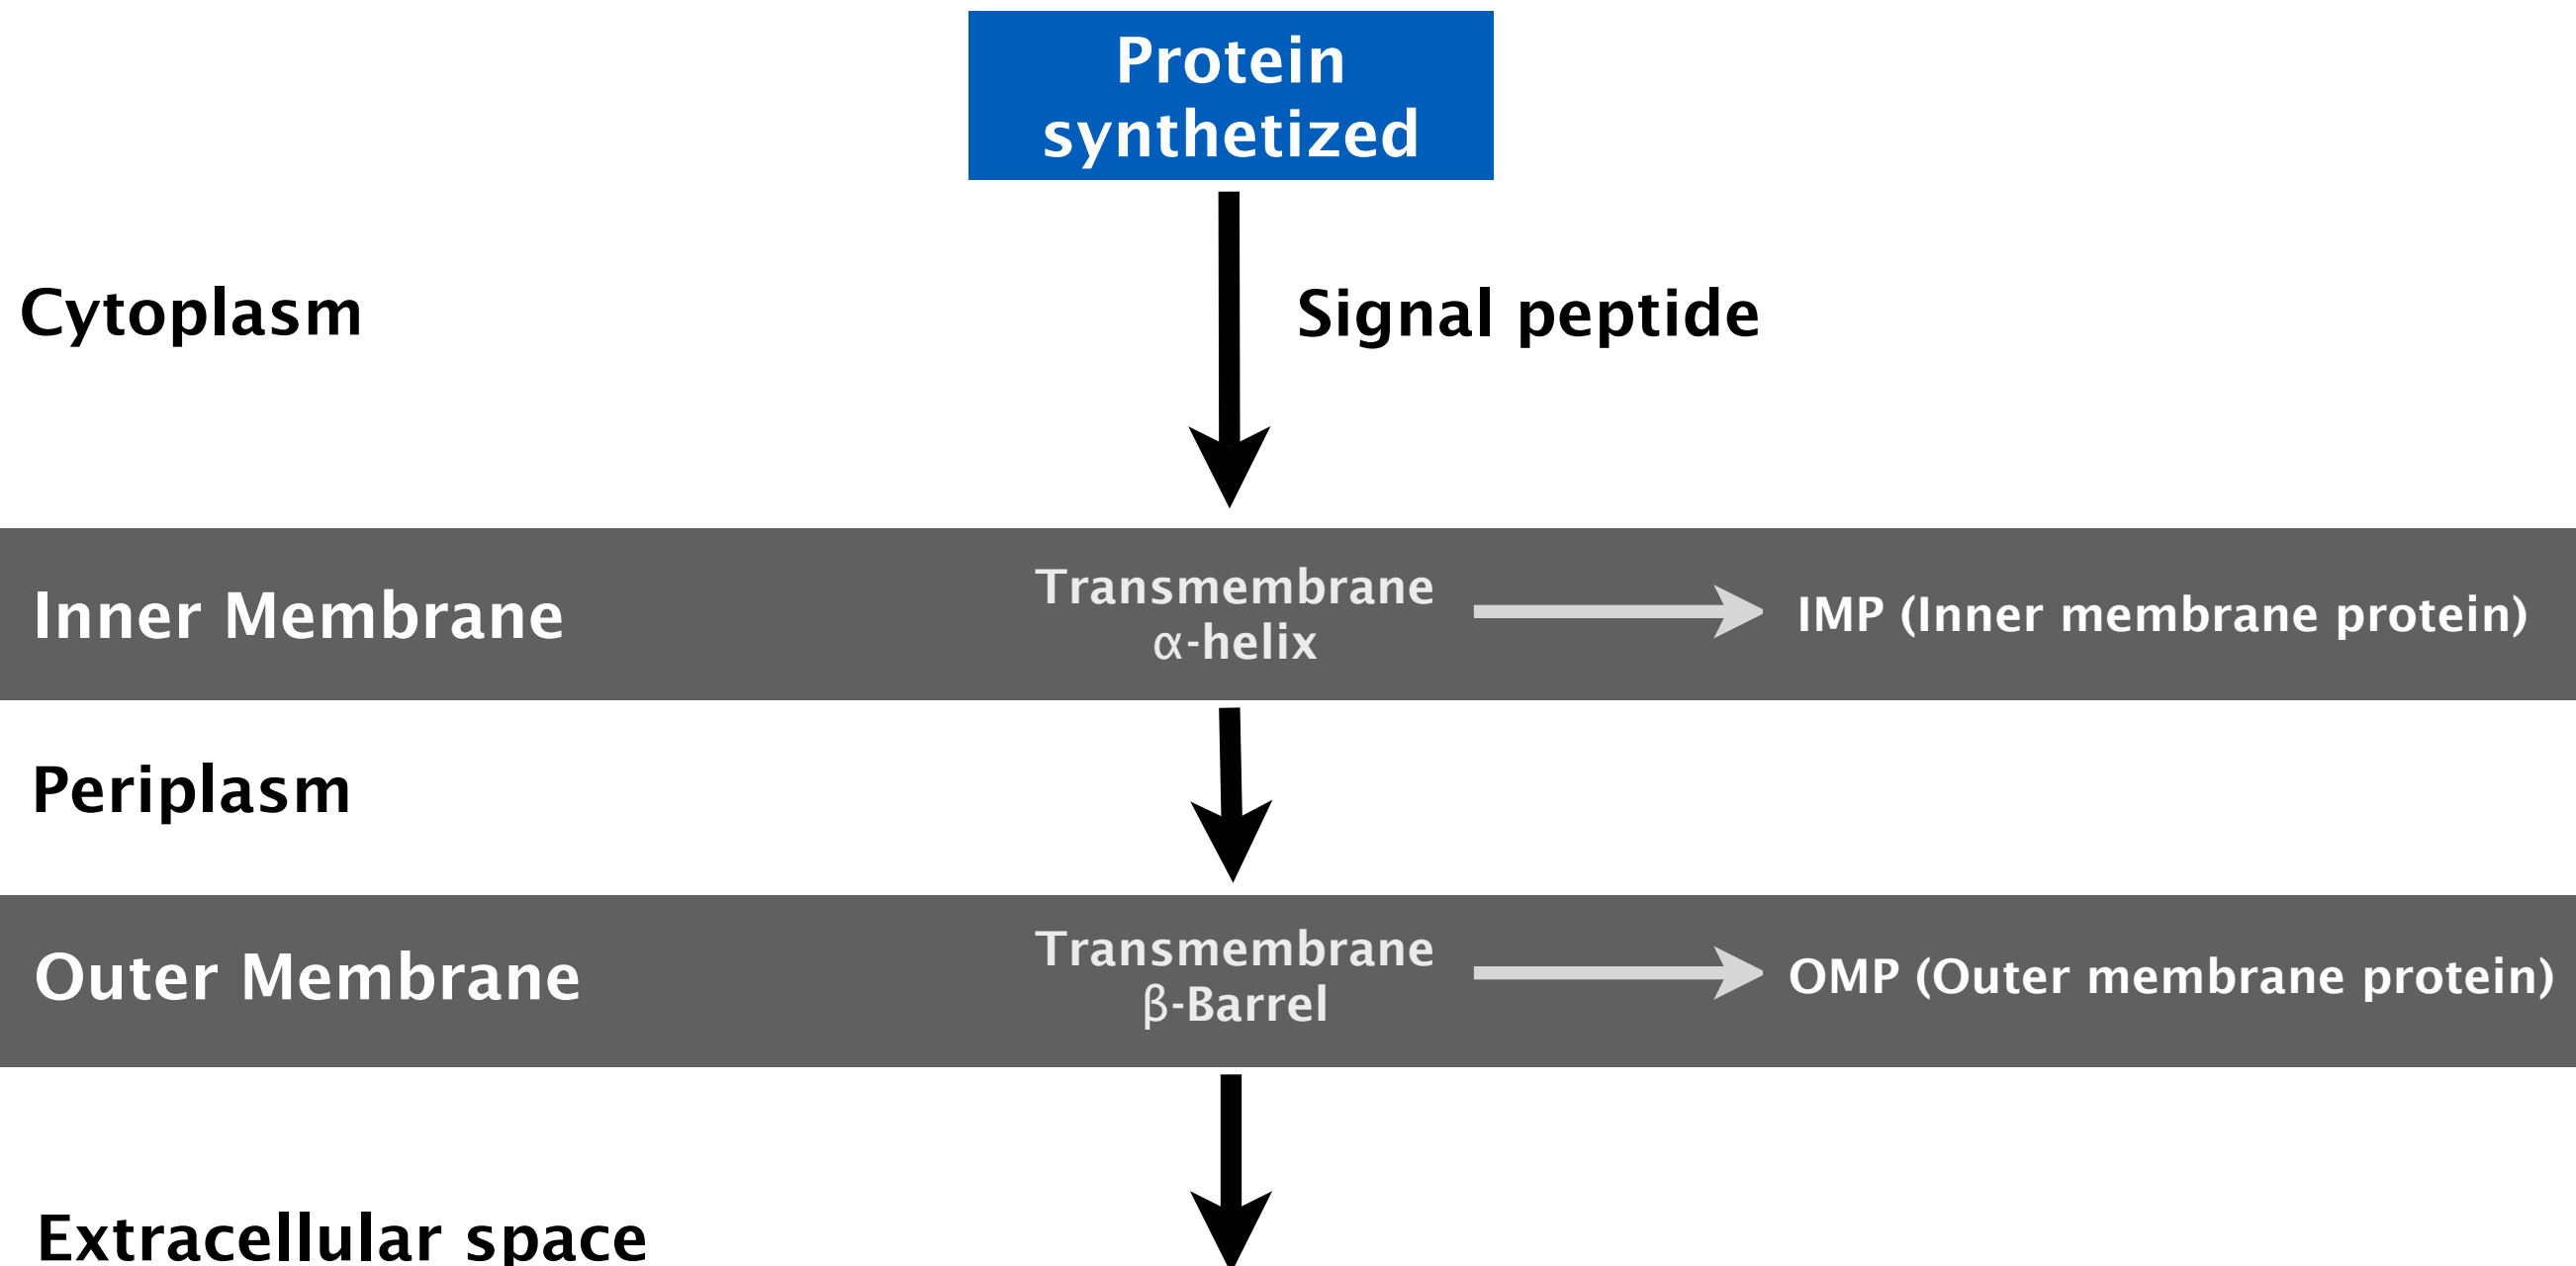 Protein
synthetized
Cytoplasm
Signal peptide
Inner Membrane
Transmembrane
α-helix
IMP (Inner membrane protein)
Periplasm
Outer Membrane
Transmembrane
β-Barrel
OMP (Outer membrane protein)
Extracellular space